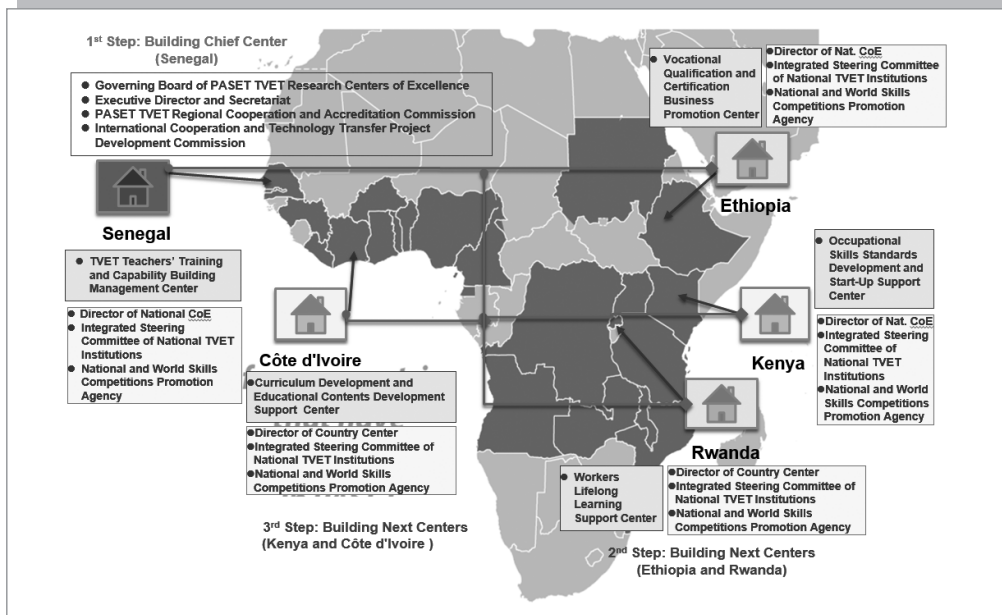 1st Step: Building Chief Center
(Senegal)
● Governing Board of PASET TVET Research Centers of Excellence
● Executive Director and Secretariat
● PASET TVET Regional Cooperation and Accreditation Commission
● International Cooperation and Technology Transfer Project
Development Commission
● Vocational
Qualification and
Certification
Business
Promotion Center
●Director of Nat. CoE
●Integrated Steering Committee
of National TVET Institutions
●National and World Skills
Competitions Promotion
Agency
Ethiopia
Senegal
● TVET Teachers' Training
and Capability Building
Management Center
● Director of National CoE
● Integrated Steering
Committee of National TVET
Institutions
● National and World Skills
Competitions Promotion
Agency
● Occupational
Skills Standards
Development and
Start-Up Support
Center
Kenya
●Director of Nat. CoE
●Integrated Steering
Committee of
National TVET
Institutions
●National and World
Skills Competitions
Promotion Agency
Côte d'Ivoire
●Curriculum Development and
Educational Contents Development
Support Center
●Director of Country Center
●Integrated Steering Committee of
National TVET Institutions
●National and World Skills
Competitions Promotion Agency
Rwanda
● Workers
Lifelong
Learning
Support Center
●Director of Country Center
●Integrated Steering Committee of
National TVET Institutions
●National and World Skills
Competitions Promotion Agency
3rd Step: Building Next Centers
(Kenya and Côte d'Ivoire )
2nd Step: Building Next Centers
(Ethiopia and Rwanda)